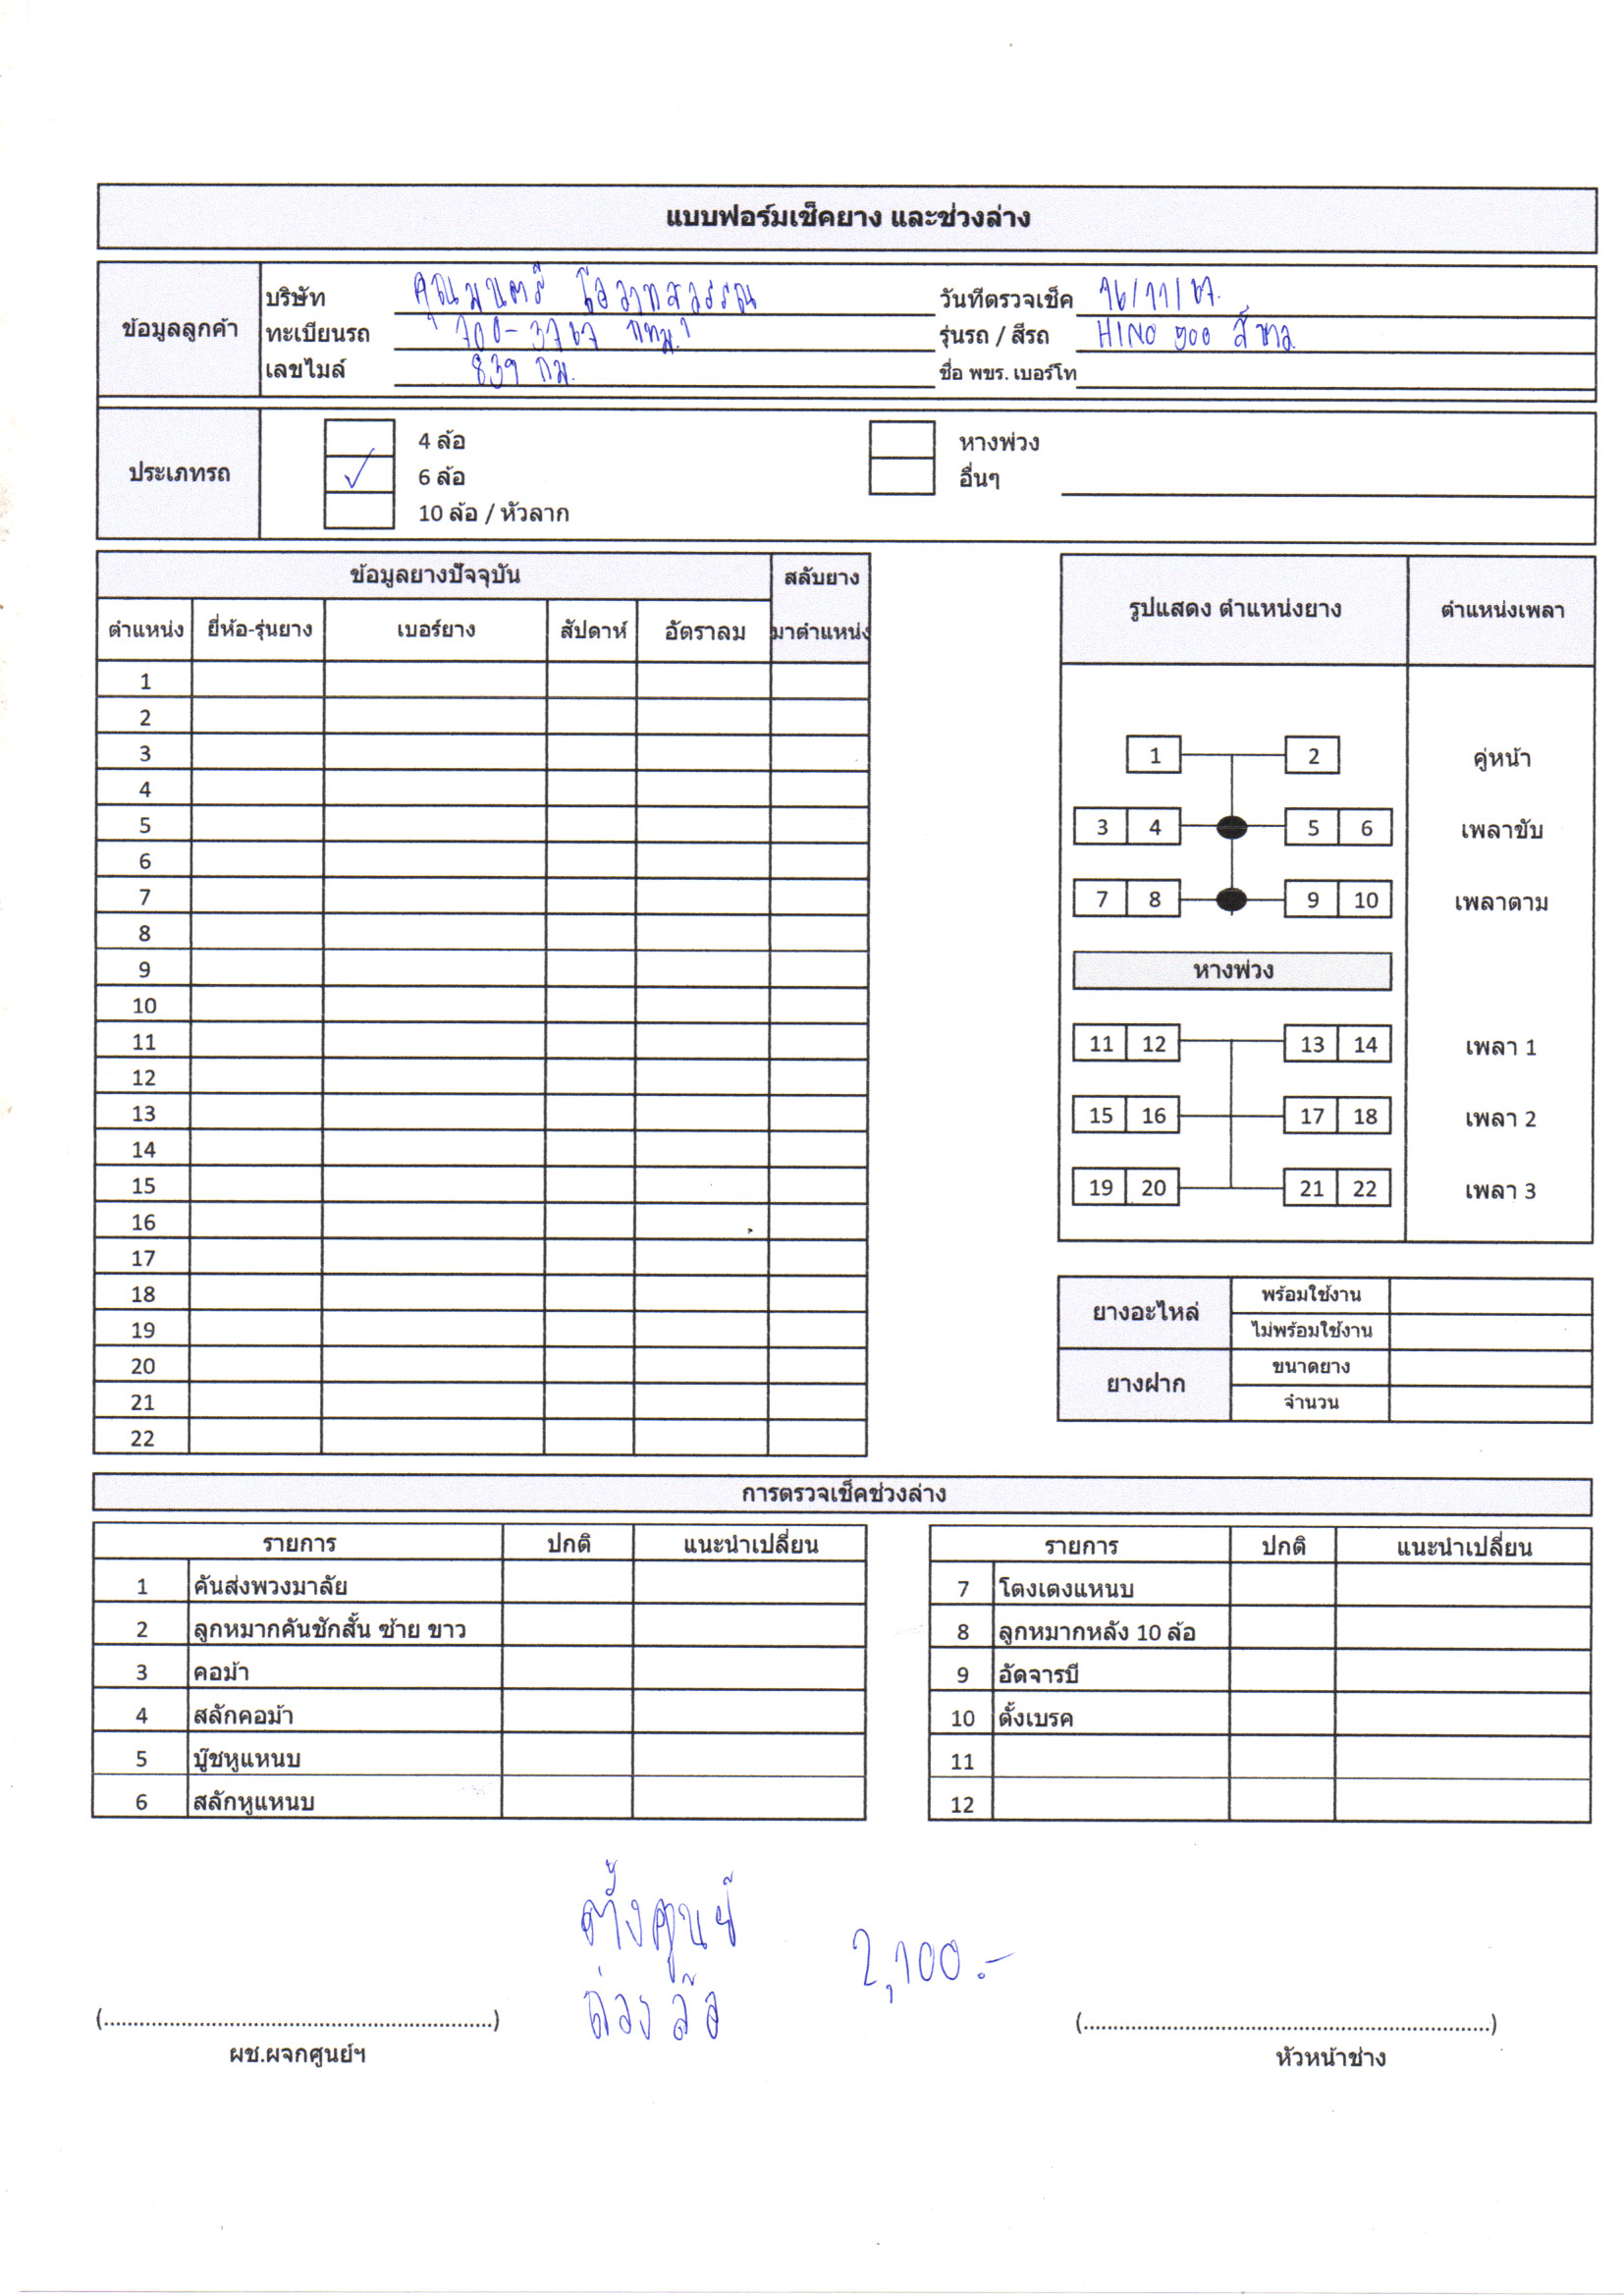 แบบฟอร์มเช็คยาง และช่วงล่าง
ข้อมูลลูกค้า
บริษัท คุณมนตรี โอวาทสวรรณ
วันที่ตรวจเช็ค 16/11/67.
ทะเบียนรถ 700-3767 กทม.
รุ่นรถ / สีรถ HINO 500 สีขาว
เลขไมล์ 839 กม.
ชื่อ พขร. เบอร์โท
ประเภทรถ
4 ล้อ
✓ 6 ล้อ
10 ล้อ / หัวลาก
หางพ่วง
อื่นๆ
ข้อมูลยางปัจจุบัน สลับยาง
ตำแหน่ง ยี่ห้อ-รุ่นยาง เบอร์ยาง สัปดาห์ อัตราลม มาตำแหน่ง
1
2
3
4
5
6
7
8
9
10
11
12
13
14
15
16
17
18
19
20
21
22
รูปแสดง ตำแหน่งยาง ตำแหน่งเพลา
1 2 คู่หน้า
3 4 5 6 เพลาขับ
7 8 9 10 เพลาตาม
หางพ่วง
11 12 13 14 เพลา 1
15 16 17 18 เพลา 2
19 20 21 22 เพลา 3
ยางอะไหล่ พร้อมใช้งาน
ไม่พร้อมใช้งาน
ยางฝาก ขนาดยาง
จำนวน
การตรวจเช็คช่วงล่าง
รายการ ปกติ แนะนำเปลี่ยน
1 คันส่งพวงมาลัย
2 ลูกหมากคันชักสั้น ซ้าย ขาว
3 คอม้า
4 สลักคอม้า
5 บู๊ชหูแหนบ
6 สลักหูแหนบ
รายการ ปกติ แนะนำเปลี่ยน
7 โตงเตงแหนบ
8 ลูกหมากหลัง 10 ล้อ
9 อัดจารบี
10 ตั้งเบรค
11
12
ตั้งศูนย์
ถ่วงล้อ
2,100.-
(.................................................................)
ผช.ผจกศูนย์ฯ
(.....................................................................)
หัวหน้าช่าง